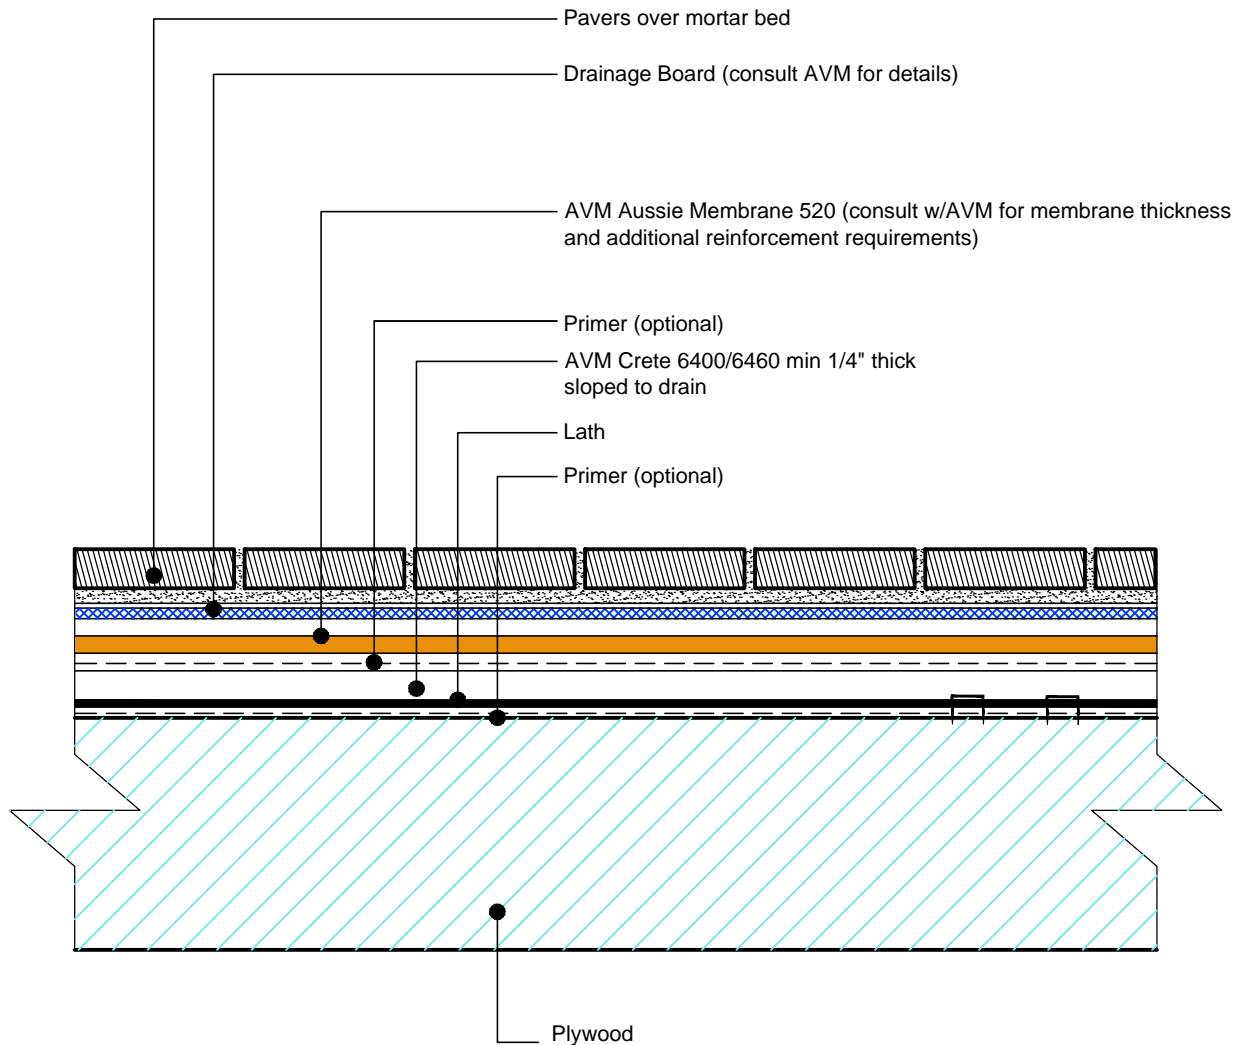 Pavers over mortar bed
Drainage Board (consult AVM for details)
AVM Aussie Membrane 520 (consult w/AVM for membrane thickness
and additional reinforcement requirements)
Primer (optional)
AVM Crete 6400/6460 min 1/4" thick
sloped to drain
Lath
Primer (optional)
Plywood